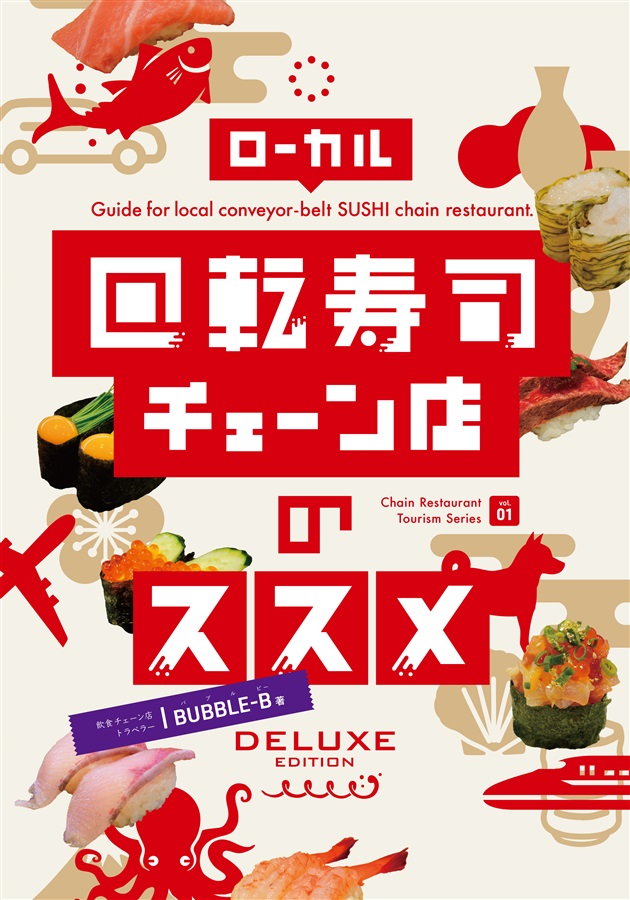 ローカル
Guide for local conveyor-belt SUSHI chain restaurant.
回転寿司
チェーン店
の
Chain Restaurant
Tourism Series
vol.
01
ススメ
飲食チェーン店
トラベラー
バブルビー
BUBBLE-B 著
DELUXE
EDITION